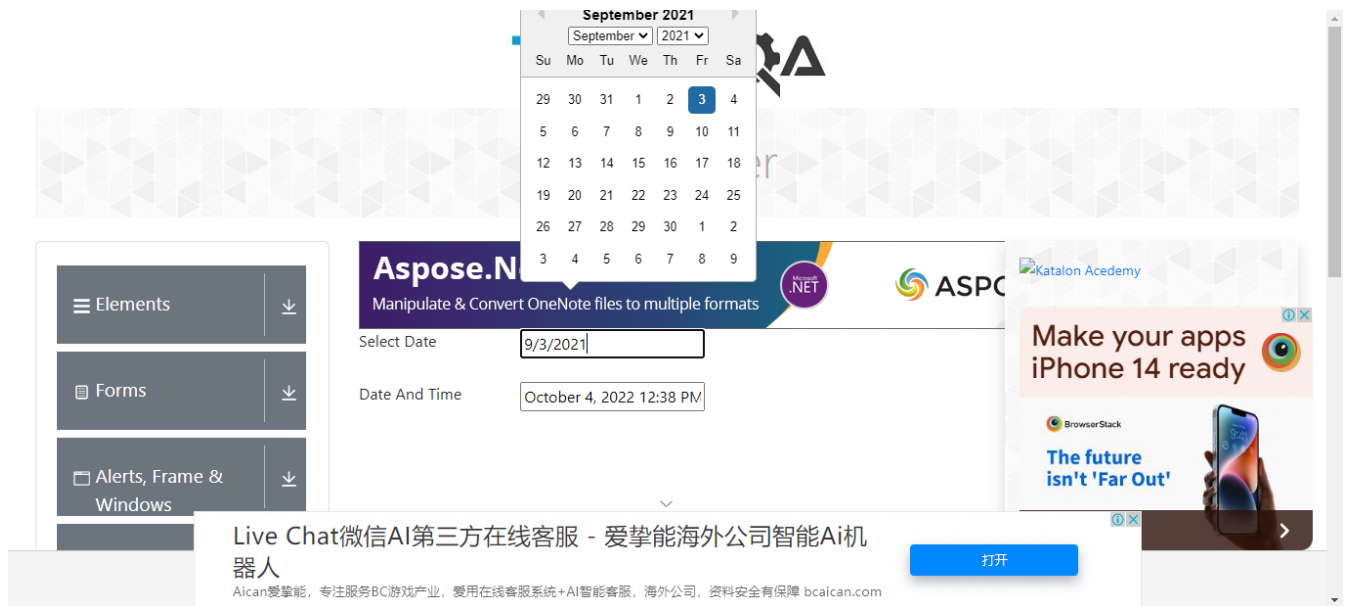 September 2021
September 2021
Su Mo Tu We Th Fr Sa
29 30 31 1 2 3 4
5 6 7 8 9 10 11
12 13 14 15 16 17 18
19 20 21 22 23 24 25
26 27 28 29 30 1 2
3 4 5 6 7 8 9
QA
er
Elements
Forms
Alerts, Frame &
Windows
Aspose.N
Manipulate & Convert OneNote files to multiple formats
Microsoft
.NET
ASPO
Select Date
9/3/2021
Date And Time
October 4, 2022 12:38 PM
Katalon Acedemy
Make your apps
iPhone 14 ready
BrowserStack
The future
isn't 'Far Out'
9:41
Live Chat微信AI第三方在线客服 - 爱挚能海外公司智能Ai机
器人
Aican爱挚能，专注服务BC游戏产业，爱用在线客服系统+AI智能客服，海外公司，资料安全有保障 bcaican.com
打开